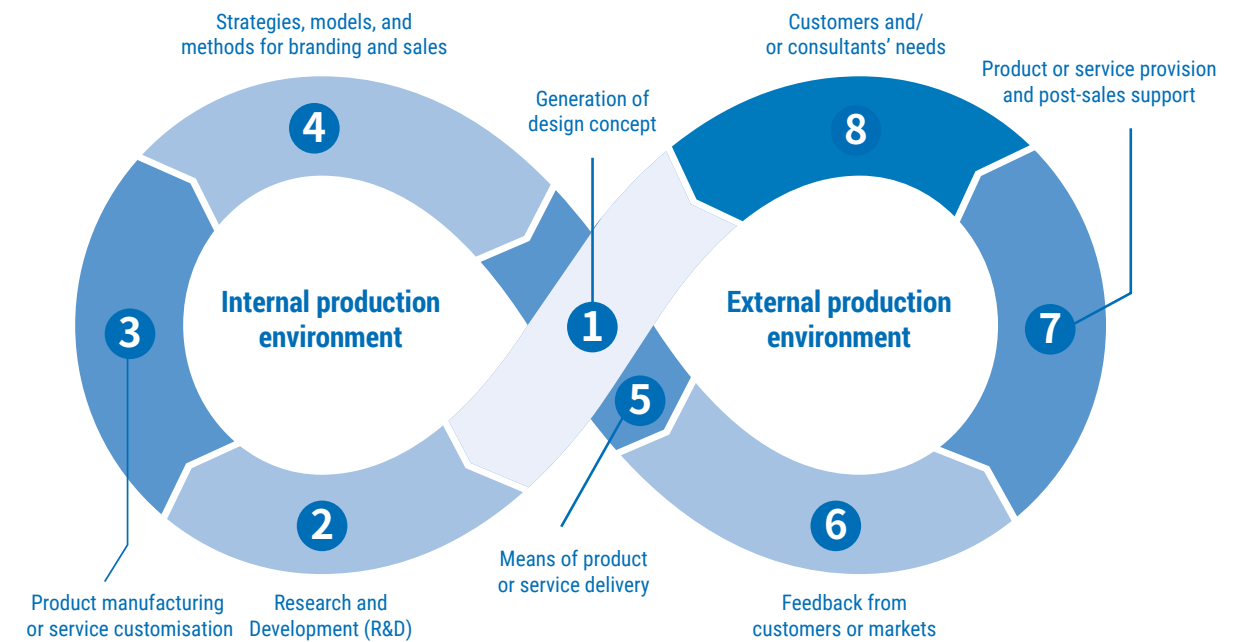 Strategies, models, and
methods for branding and sales
Customers and/
or consultants’ needs
Product or service provision
and post-sales support
Generation of
design concept
4
8
Internal production
environment
External production
environment
3
1
7
5
2
6
Means of product
or service delivery
Product manufacturing
or service customisation
Research and
Development (R&D)
Feedback from
customers or markets